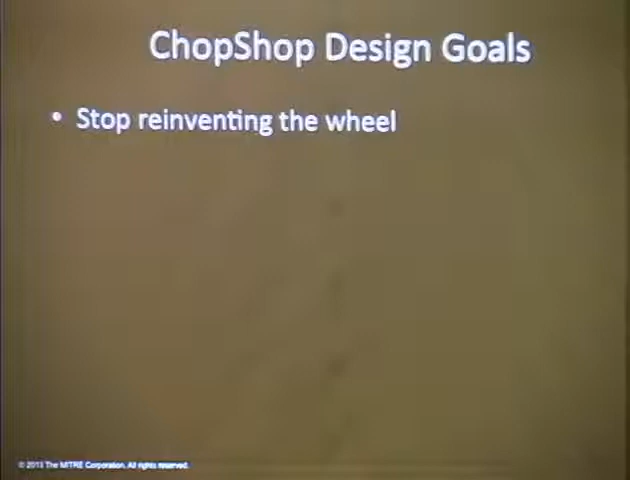 ChopShop Design Goals
• Stop reinventing the wheel
© 2013 The MITRE Corporation. All rights reserved.